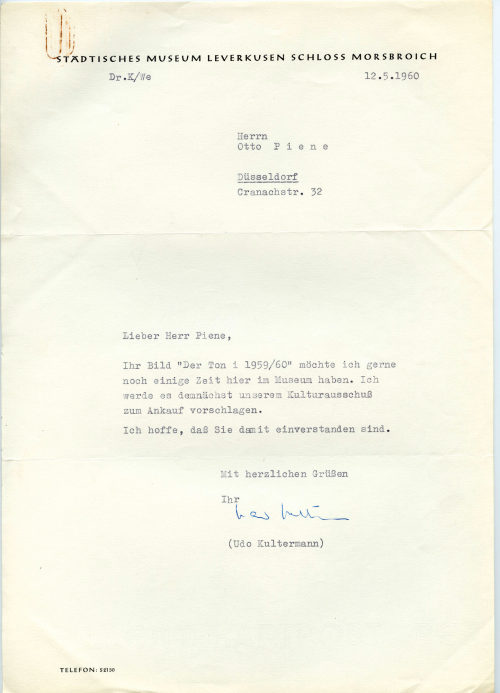 STÄDTISCHES MUSEUM LEVERKUSEN SCHLOSS MORSBROICH
Dr.K/We
12.5.1960
Herrn
Otto P i e n e
Düsseldorf
Cranachstr. 32
Lieber Herr Piene,
Ihr Bild "Der Ton i 1959/60" möchte ich gerne
noch einige Zeit hier im Museum haben. Ich
werde es demnächst unserem Kulturausschuß
zum Ankauf vorschlagen.
Ich hoffe, daß Sie damit einverstanden sind.
Mit herzlichen Grüßen
Ihr
(Udo Kultermann)
TELEFON: 52130